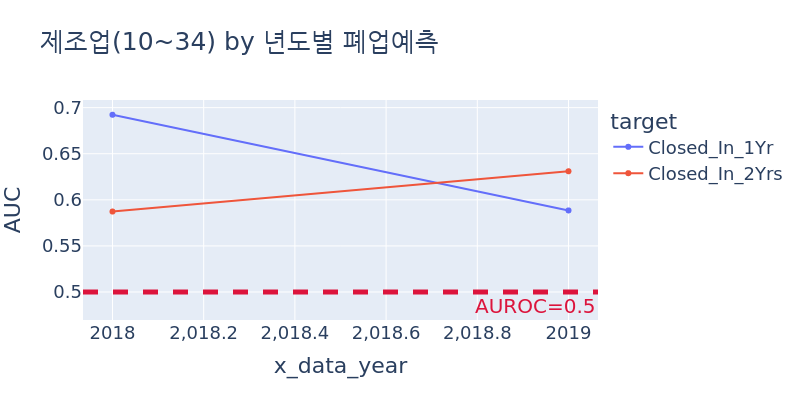 제조업(10~34) by 년도별 폐업예측
0.7
0.65
0.6
0.55
0.5
AUC
AUROC=0.5
2018
2,018.2
2,018.4
2,018.6
2,018.8
2019
x_data_year
target
Closed_In_1Yr
Closed_In_2Yrs